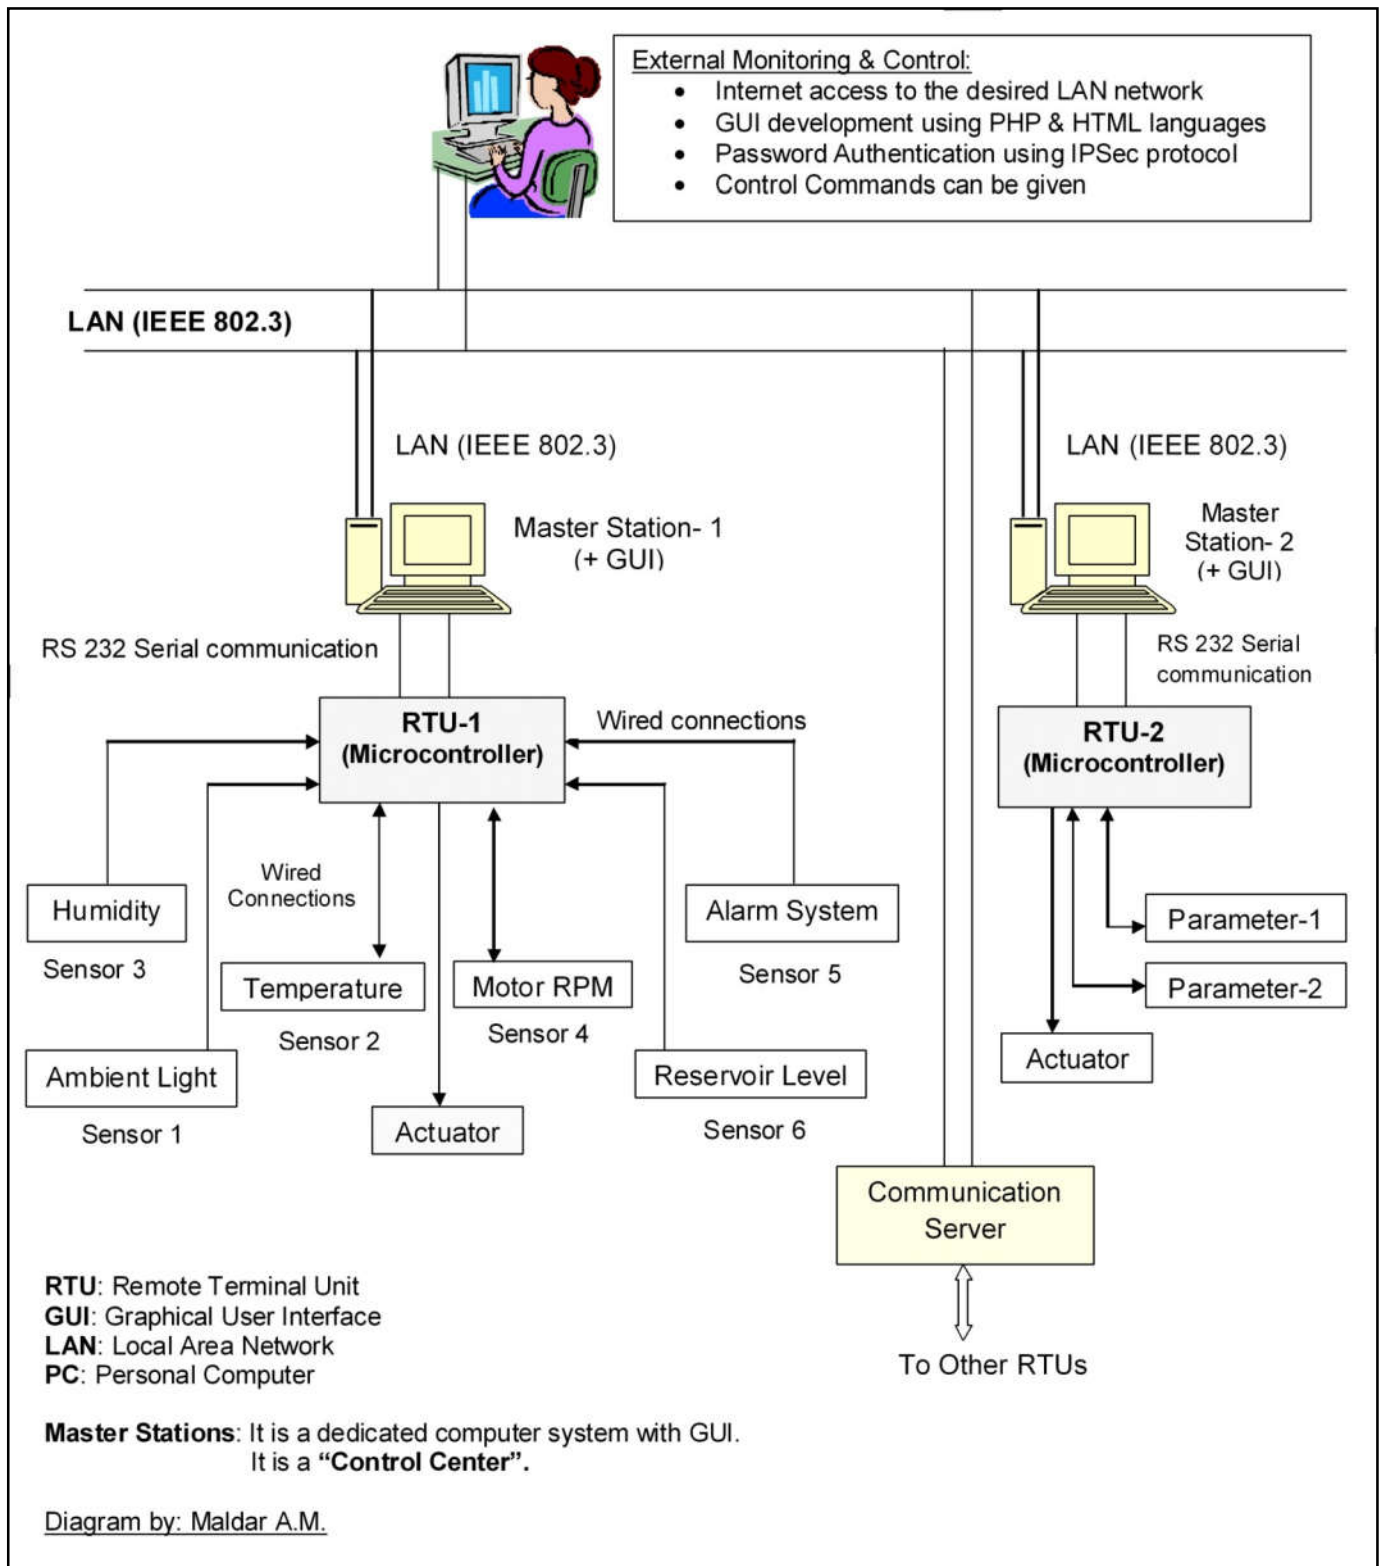 External Monitoring & Control:
• Internet access to the desired LAN network
• GUI development using PHP & HTML languages
• Password Authentication using IPSec protocol
• Control Commands can be given
LAN (IEEE 802.3)
LAN (IEEE 802.3)
LAN (IEEE 802.3)
Master Station- 1
(+ GUI)
Master
Station- 2
(+ GUI)
RS 232 Serial communication
RS 232 Serial
communication
RTU-1
(Microcontroller)
Wired connections
RTU-2
(Microcontroller)
Wired
Connections
Humidity
Sensor 3
Temperature
Sensor 2
Motor RPM
Sensor 4
Alarm System
Sensor 5
Parameter-1
Parameter-2
Ambient Light
Sensor 1
Actuator
Reservoir Level
Sensor 6
Actuator
Communication
Server
To Other RTUs
RTU: Remote Terminal Unit
GUI: Graphical User Interface
LAN: Local Area Network
PC: Personal Computer
Master Stations: It is a dedicated computer system with GUI.
It is a “Control Center”.
Diagram by: Maldar A.M.